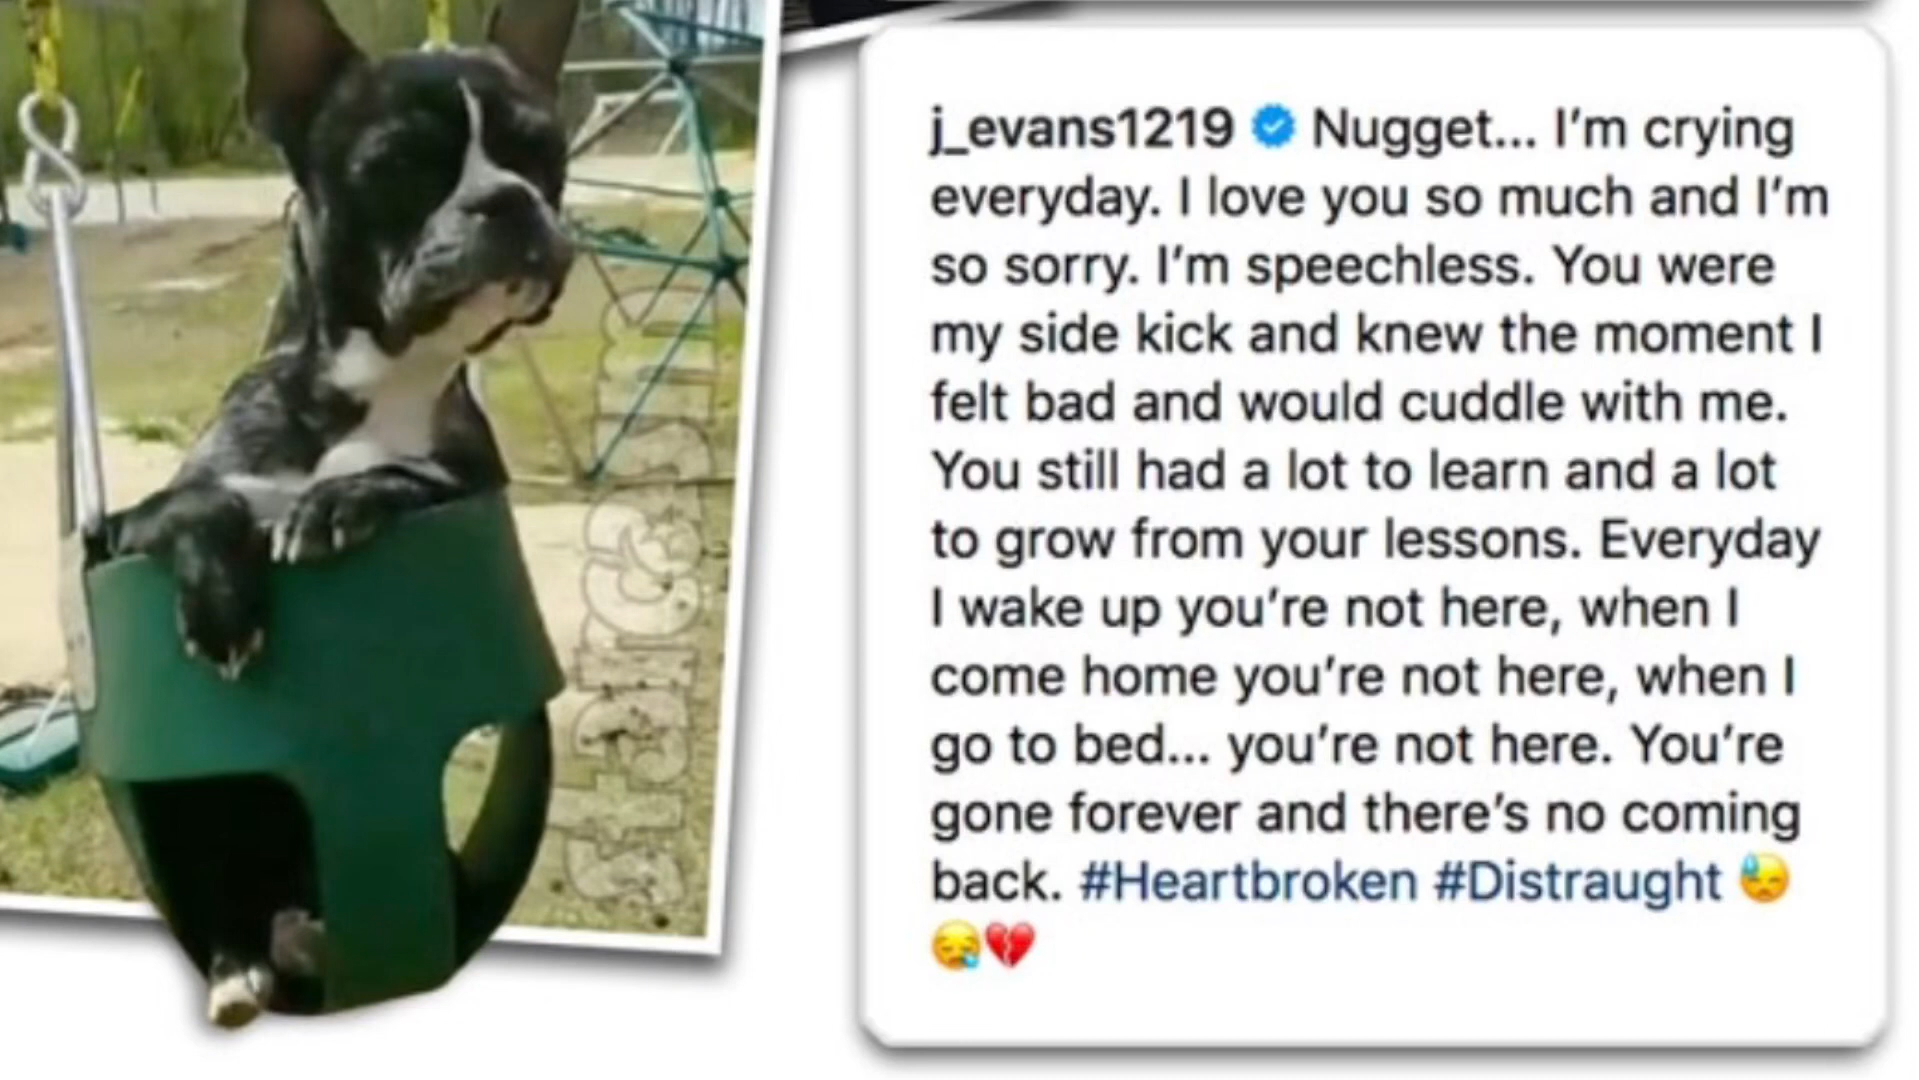 j_evans1219 Nugget... I'm crying
everyday. I love you so much and I'm
so sorry. I'm speechless. You were
my side kick and knew the moment I
felt bad and would cuddle with me.
You still had a lot to learn and a lot
to grow from your lessons. Everyday
I wake up you're not here, when I
come home you're not here, when I
go to bed... you're not here. You're
gone forever and there's no coming
back. #Heartbroken #Distraught 😓
😪💔